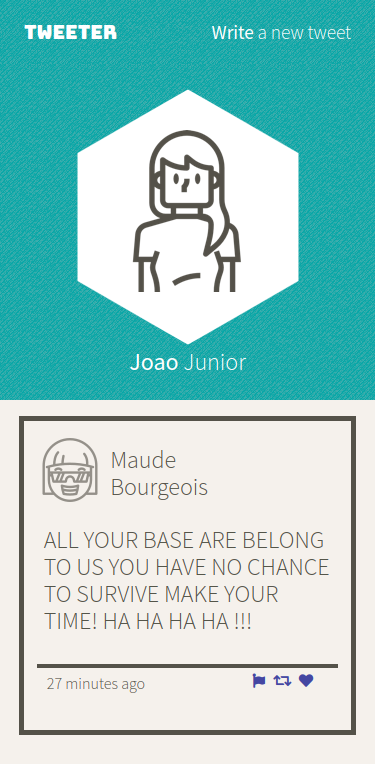 TWEETER
Write a new tweet
Joao Junior
Maude
Bourgeois
ALL YOUR BASE ARE BELONG
TO US YOU HAVE NO CHANCE
TO SURVIVE MAKE YOUR
TIME! HA HA HA HA !!!
27 minutes ago